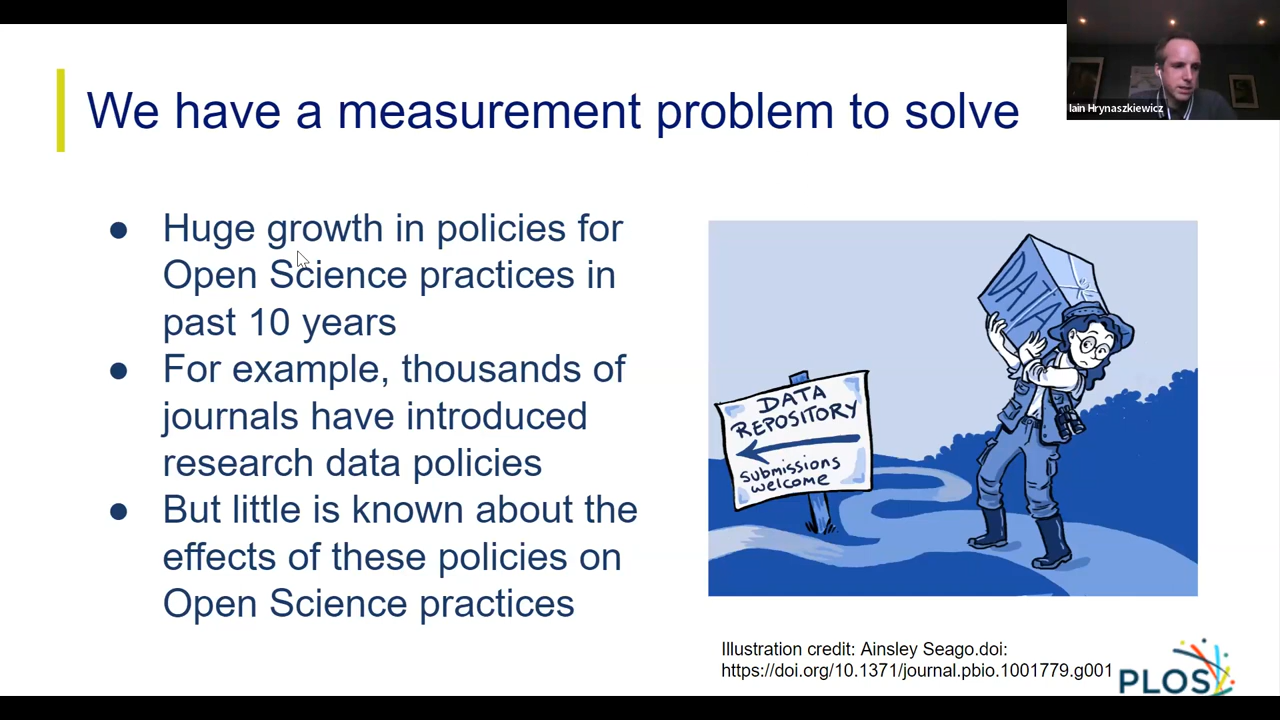 We have a measurement problem to solve
Iain Hrynaszkiewicz
● Huge growth in policies for
Open Science practices in
past 10 years
● For example, thousands of
journals have introduced
research data policies
● But little is known about the
effects of these policies on
Open Science practices
DATA
DATA
REPOSITORY
submissions
welcome
Illustration credit: Ainsley Seago.doi:
https://doi.org/10.1371/journal.pbio.1001779.g001
PLOS